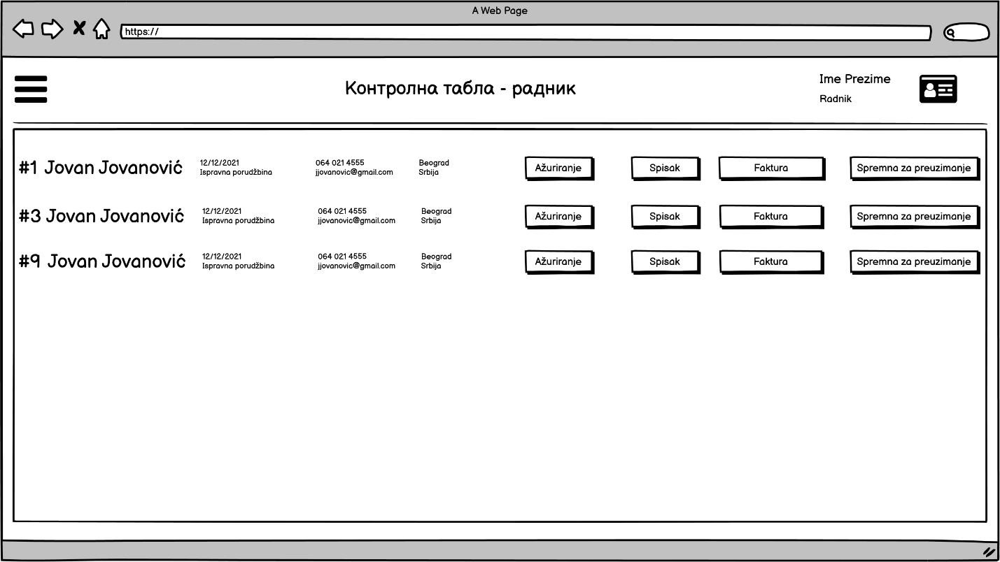 A Web Page
https://
Контролна табла - радник
Ime Prezime
Radnik
#1 Jovan Jovanović
12/12/2021
Ispravna porudžbina
064 021 4555
jjovanovic@gmail.com
Beograd
Srbija
Ažuriranje
Spisak
Faktura
Spremna za preuzimanje
#3 Jovan Jovanović
12/12/2021
Ispravna porudžbina
064 021 4555
jjovanovic@gmail.com
Beograd
Srbija
Ažuriranje
Spisak
Faktura
Spremna za preuzimanje
#9 Jovan Jovanović
12/12/2021
Ispravna porudžbina
064 021 4555
jjovanovic@gmail.com
Beograd
Srbija
Ažuriranje
Spisak
Faktura
Spremna za preuzimanje